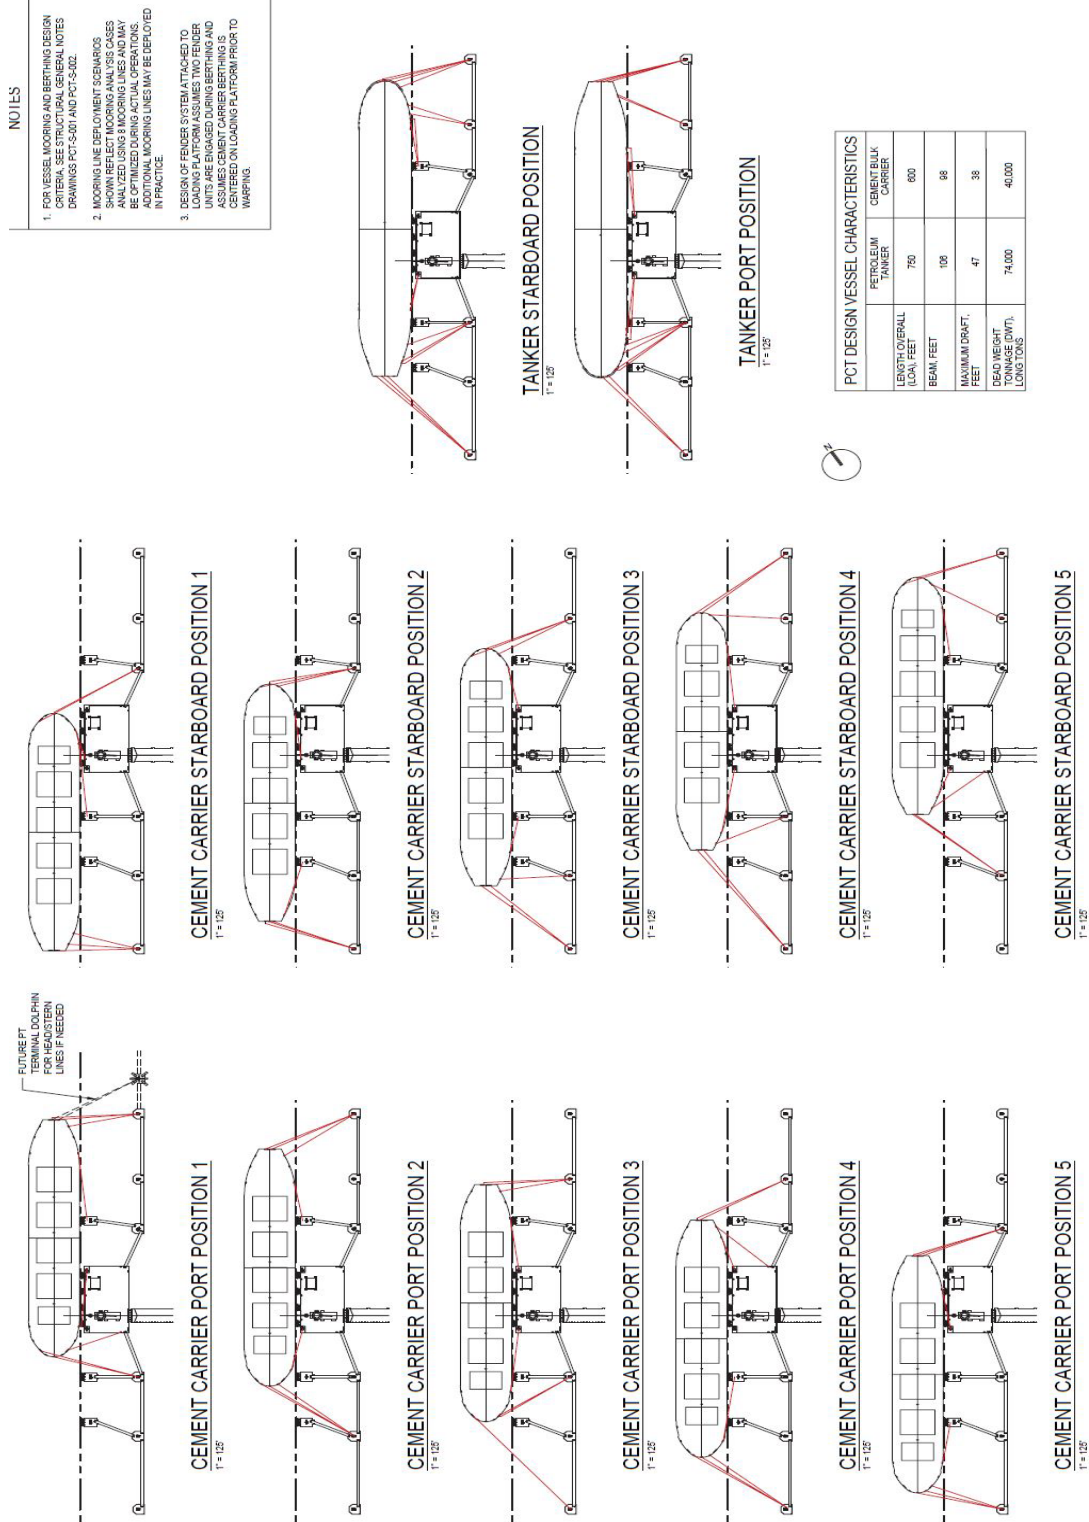 NOTES
1. FOR VESSEL MOORING AND BERTHING DESIGN
CRITERIA, SEE STRUCTURAL GENERAL NOTES
DRAWINGS PCT-S-001 AND PCT-S-002.
2. MOORING LINE DEPLOYMENT SCENARIOS
SHOWN REFLECT MOORING ANALYSIS CASES
ANALYZED USING 8 MOORING LINES AND MAY
BE OPTIMIZED DURING ACTUAL OPERATIONS.
ADDITIONAL MOORING LINES MAY BE DEPLOYED
IN PRACTICE.
3. DESIGN OF FENDER SYSTEM ATTACHED TO
LOADING PLATFORM ASSUMES TWO FENDER
UNITS ARE ENGAGED DURING BERTHING AND
ASSUMES CEMENT CARRIER BERTHING IS
CENTERED ON LOADING PLATFORM PRIOR TO
WARPING.
FUTURE PT
TERMINAL DOLPHIN
FOR HEAD/STERN
LINES IF NEEDED
CEMENT CARRIER PORT POSITION 1
1" = 125'
CEMENT CARRIER PORT POSITION 2
1" = 125'
CEMENT CARRIER PORT POSITION 3
1" = 125'
CEMENT CARRIER PORT POSITION 4
1" = 125'
CEMENT CARRIER PORT POSITION 5
1" = 125'
CEMENT CARRIER STARBOARD POSITION 1
1" = 125'
CEMENT CARRIER STARBOARD POSITION 2
1" = 125'
CEMENT CARRIER STARBOARD POSITION 3
1" = 125'
CEMENT CARRIER STARBOARD POSITION 4
1" = 125'
CEMENT CARRIER STARBOARD POSITION 5
1" = 125'
TANKER STARBOARD POSITION
1" = 125'
TANKER PORT POSITION
1" = 125'
N
PCT DESIGN VESSEL CHARACTERISTICS
PETROLEUM TANKER CEMENT BULK CARRIER
LENGTH OVERALL (LOA), FEET 750 600
BEAM, FEET 106 98
MAXIMUM DRAFT, FEET 47 38
DEAD WEIGHT TONNAGE (DWT), LONG TONS 74,000 40,000